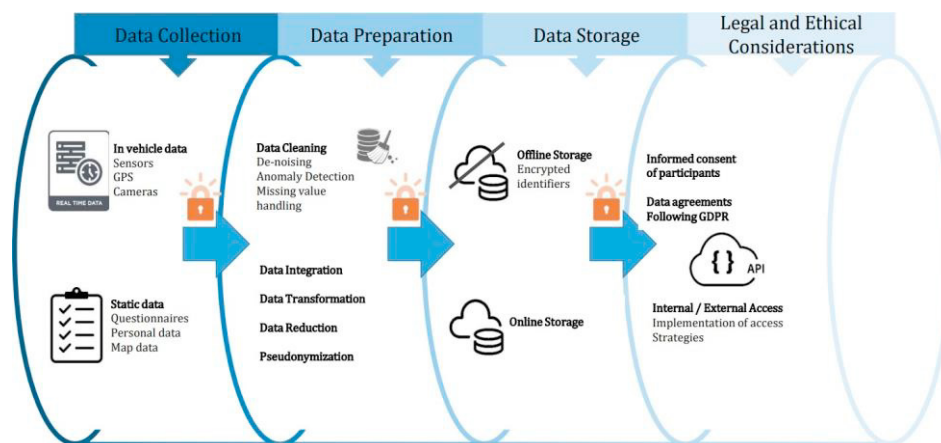 Data Collection
Data Preparation
Data Storage
Legal and Ethical
Considerations
In vehicle data
Sensors
GPS
Cameras
REAL TIME DATA
Static data
Questionnaires
Personal data
Map data
Data Cleaning
De-noising
Anomaly Detection
Missing value
handling
Data Integration
Data Transformation
Data Reduction
Pseudonymization
Offline Storage
Encrypted
identifiers
Online Storage
Informed consent
of participants
Data agreements
Following GDPR
{ } API
Internal / External Access
Implementation of access
Strategies